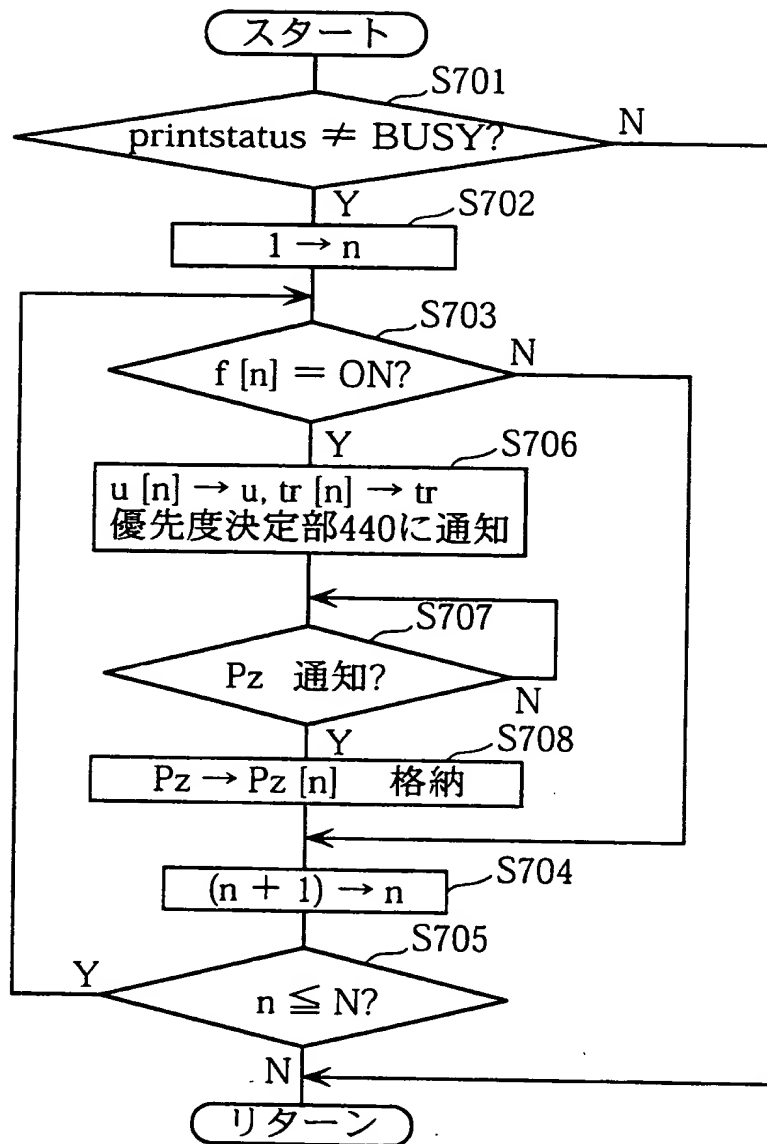 スタート
S701
printstatus ≠ BUSY?
N
Y
S702
1 → n
S703
f [n] = ON?
N
Y
S706
u [n] → u, tr [n] → tr
優先度決定部440に通知
S707
Pz 通知?
N
Y
S708
Pz → Pz [n] 格納
S704
(n + 1) → n
S705
Y
n ≦ N?
N
リターン